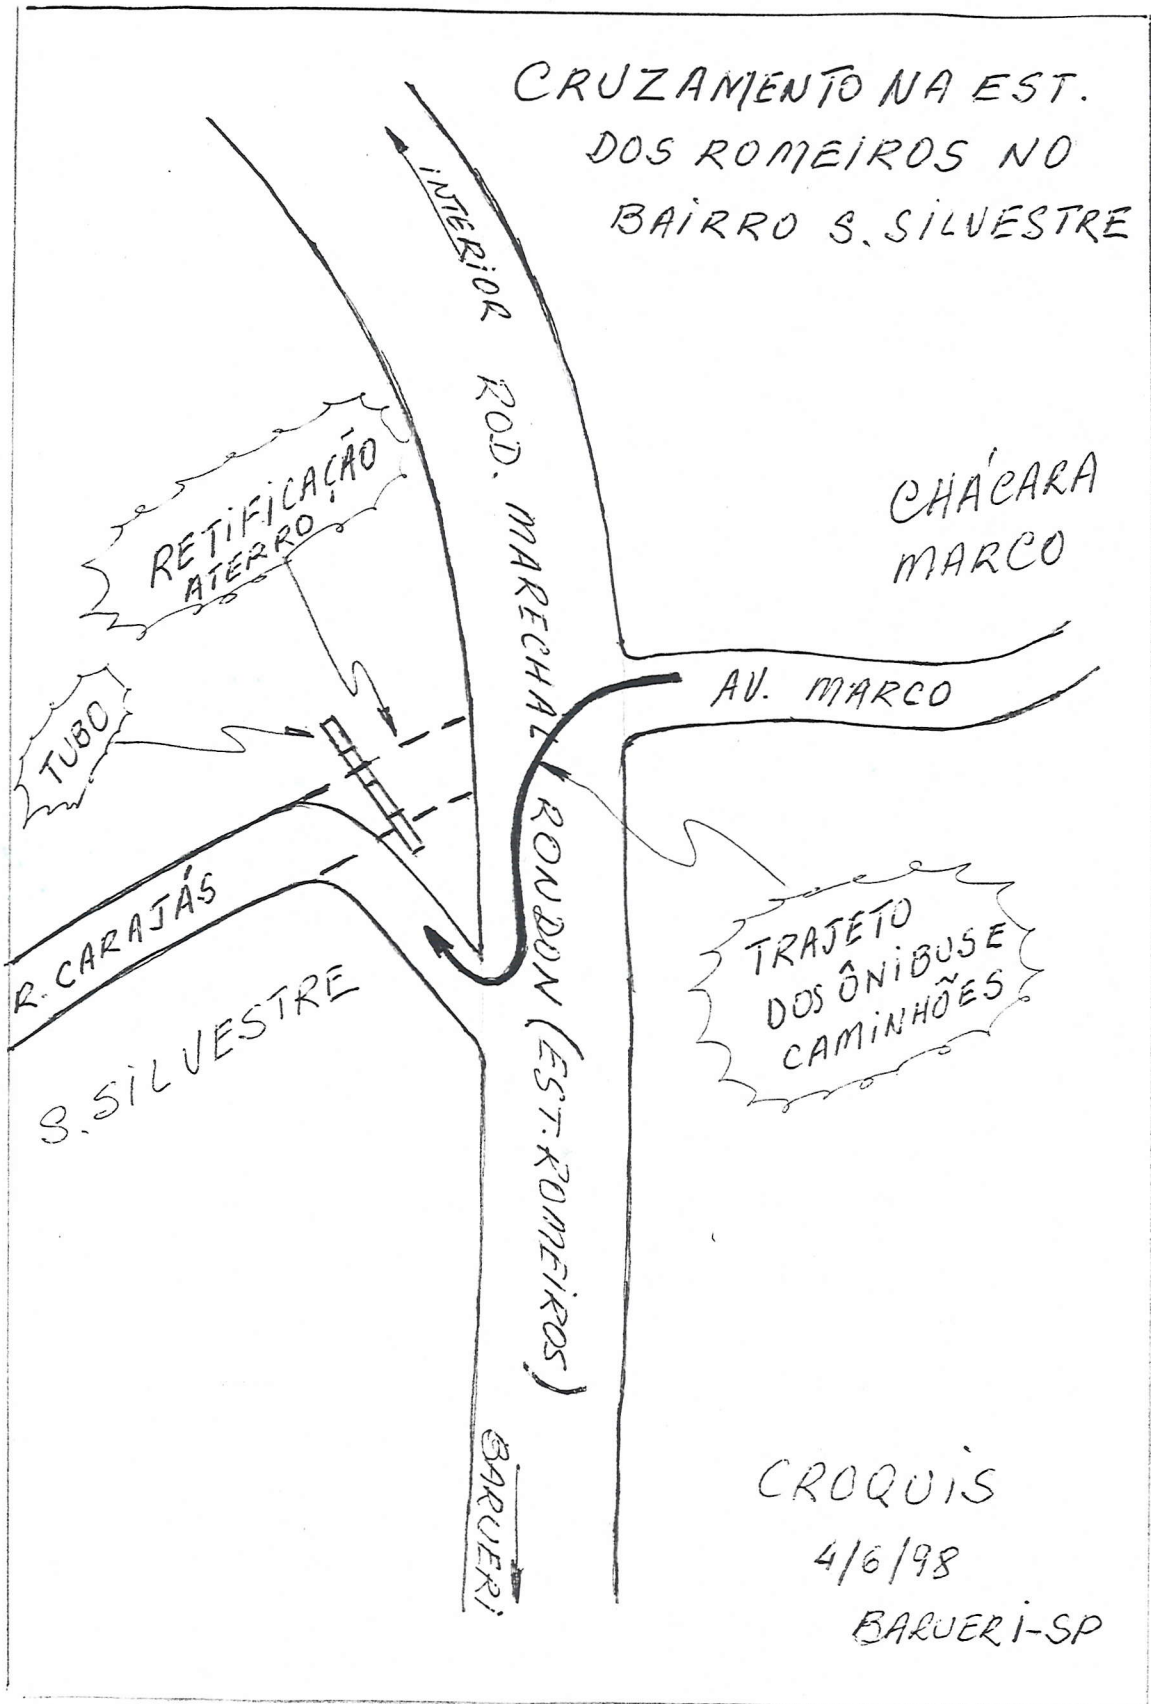 CRUZAMENTO NA EST.
DOS ROMEIROS NO
BAIRRO S. SILVESTRE
INTERIOR
ROD. MARECHAL RONDON (EST. ROMEIROS)
RETIFICAÇÃO
ATERRO
CHÁCARA
MARCO
TUBO
AV. MARCO
R. CARAJÁS
S. SILVESTRE
TRAJETO
DOS ÔNIBUS E
CAMINHÕES
BARUERI
CROQUIS
4/6/98
BARUERI-SP